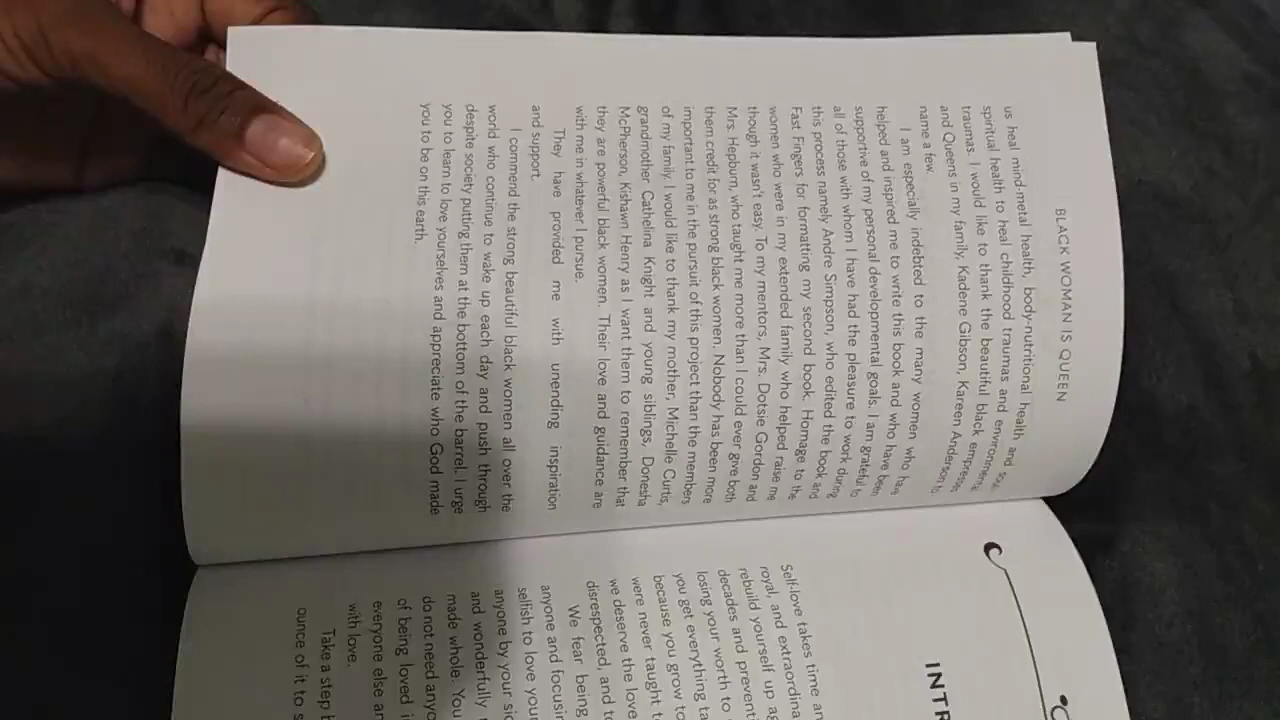 BLACK WOMAN IS QUEEN
us heal mind-metal health, body-nutritional health and soul-
spiritual health to heal childhood traumas and environmental
traumas. I would like to thank the beautiful black empresses
and Queens in my family, Kadene Gibson, Kareen Anderson to
name a few.
I am especially indebted to the many women who have
helped and inspired me to write this book and who have been
supportive of my personal developmental goals. I am grateful to
all of those with whom I have had the pleasure to work during
this process namely Andre Simpson, who edited the book and
Fast Fingers for formatting my second book. Homage to the
women who were in my extended family who helped raise me
though it wasn't easy. To my mentors, Mrs. Dotsie Gordon and
Mrs. Hepburn, who taught me more than I could ever give both
them credit for as strong black women. Nobody has been more
important to me in the pursuit of this project than the members
of my family. I would like to thank my mother, Michelle Curtis,
grandmother Cathelina Knight and young siblings, Donesha
McPherson, Kishawn Henry as I want them to remember that
they are powerful black women. Their love and guidance are
with me in whatever I pursue.
They have provided me with unending inspiration
and support.
I commend the strong beautiful black women all over the
world who continue to wake up each day and push through
despite society putting them at the bottom of the barrel. I urge
you to learn to love yourselves and appreciate who God made
you to be on this earth.
INTR
Self-love takes time an
royal, and extraordina
rebuild yourself up ag
decades and preventi
losing your worth to
you get everything ta
because you grow to
were never taught t
we deserve the love
disrespected, and to
We fear being
anyone and focusin
selfish to love your
anyone by your sid
and wonderfully
made whole. You
do not need anyo
of being loved i
everyone else an
with love.
Take a step b
ounce of it to s